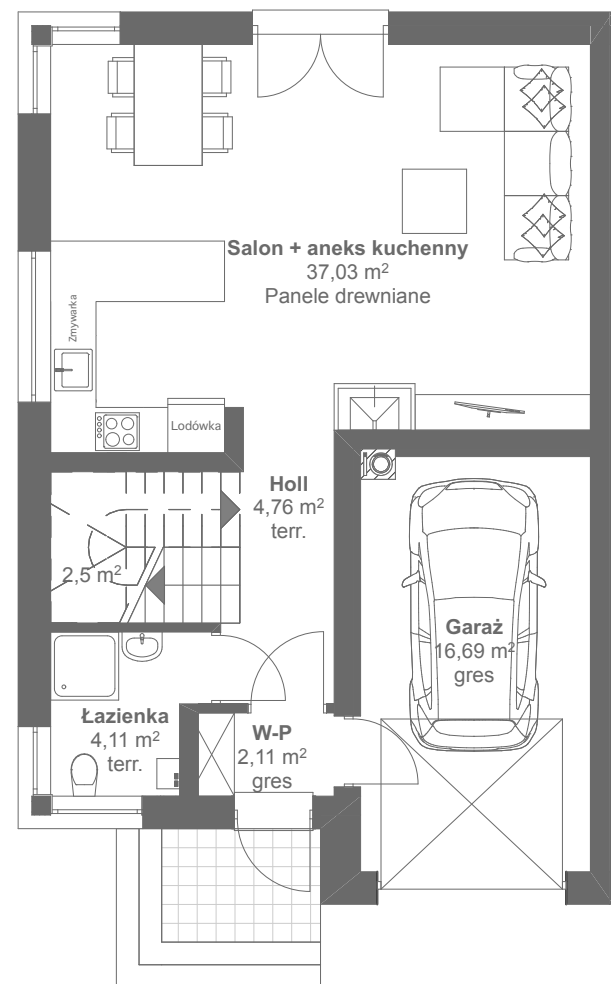 Salon + aneks kuchenny
37,03 m²
Panele drewniane
Zmywarka
Lodówka
Holl
4,76 m²
terr.
2,5 m²
Garaż
16,69 m²
gres
Łazienka
4,11 m²
terr.
W-P
2,11 m²
gres